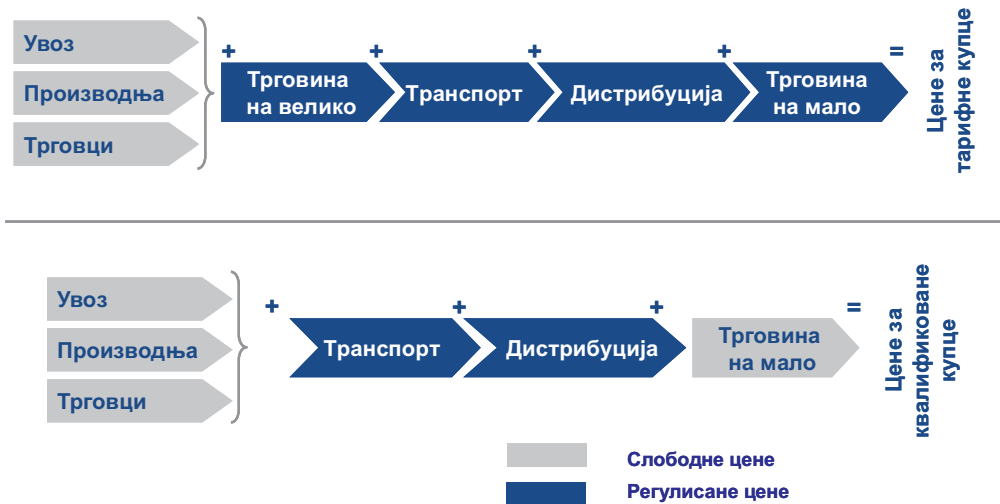 Увоз
Производња
Трговци
+
Трговина
на велико
+
Транспорт
+
Дистрибуција
+
Трговина
на мало
=
Цене за
тарифне купце
Увоз
Производња
Трговци
+
Транспорт
+
Дистрибуција
+
Трговина
на мало
=
Цене за
квалификоване
купце
Слободне цене
Регулисане цене